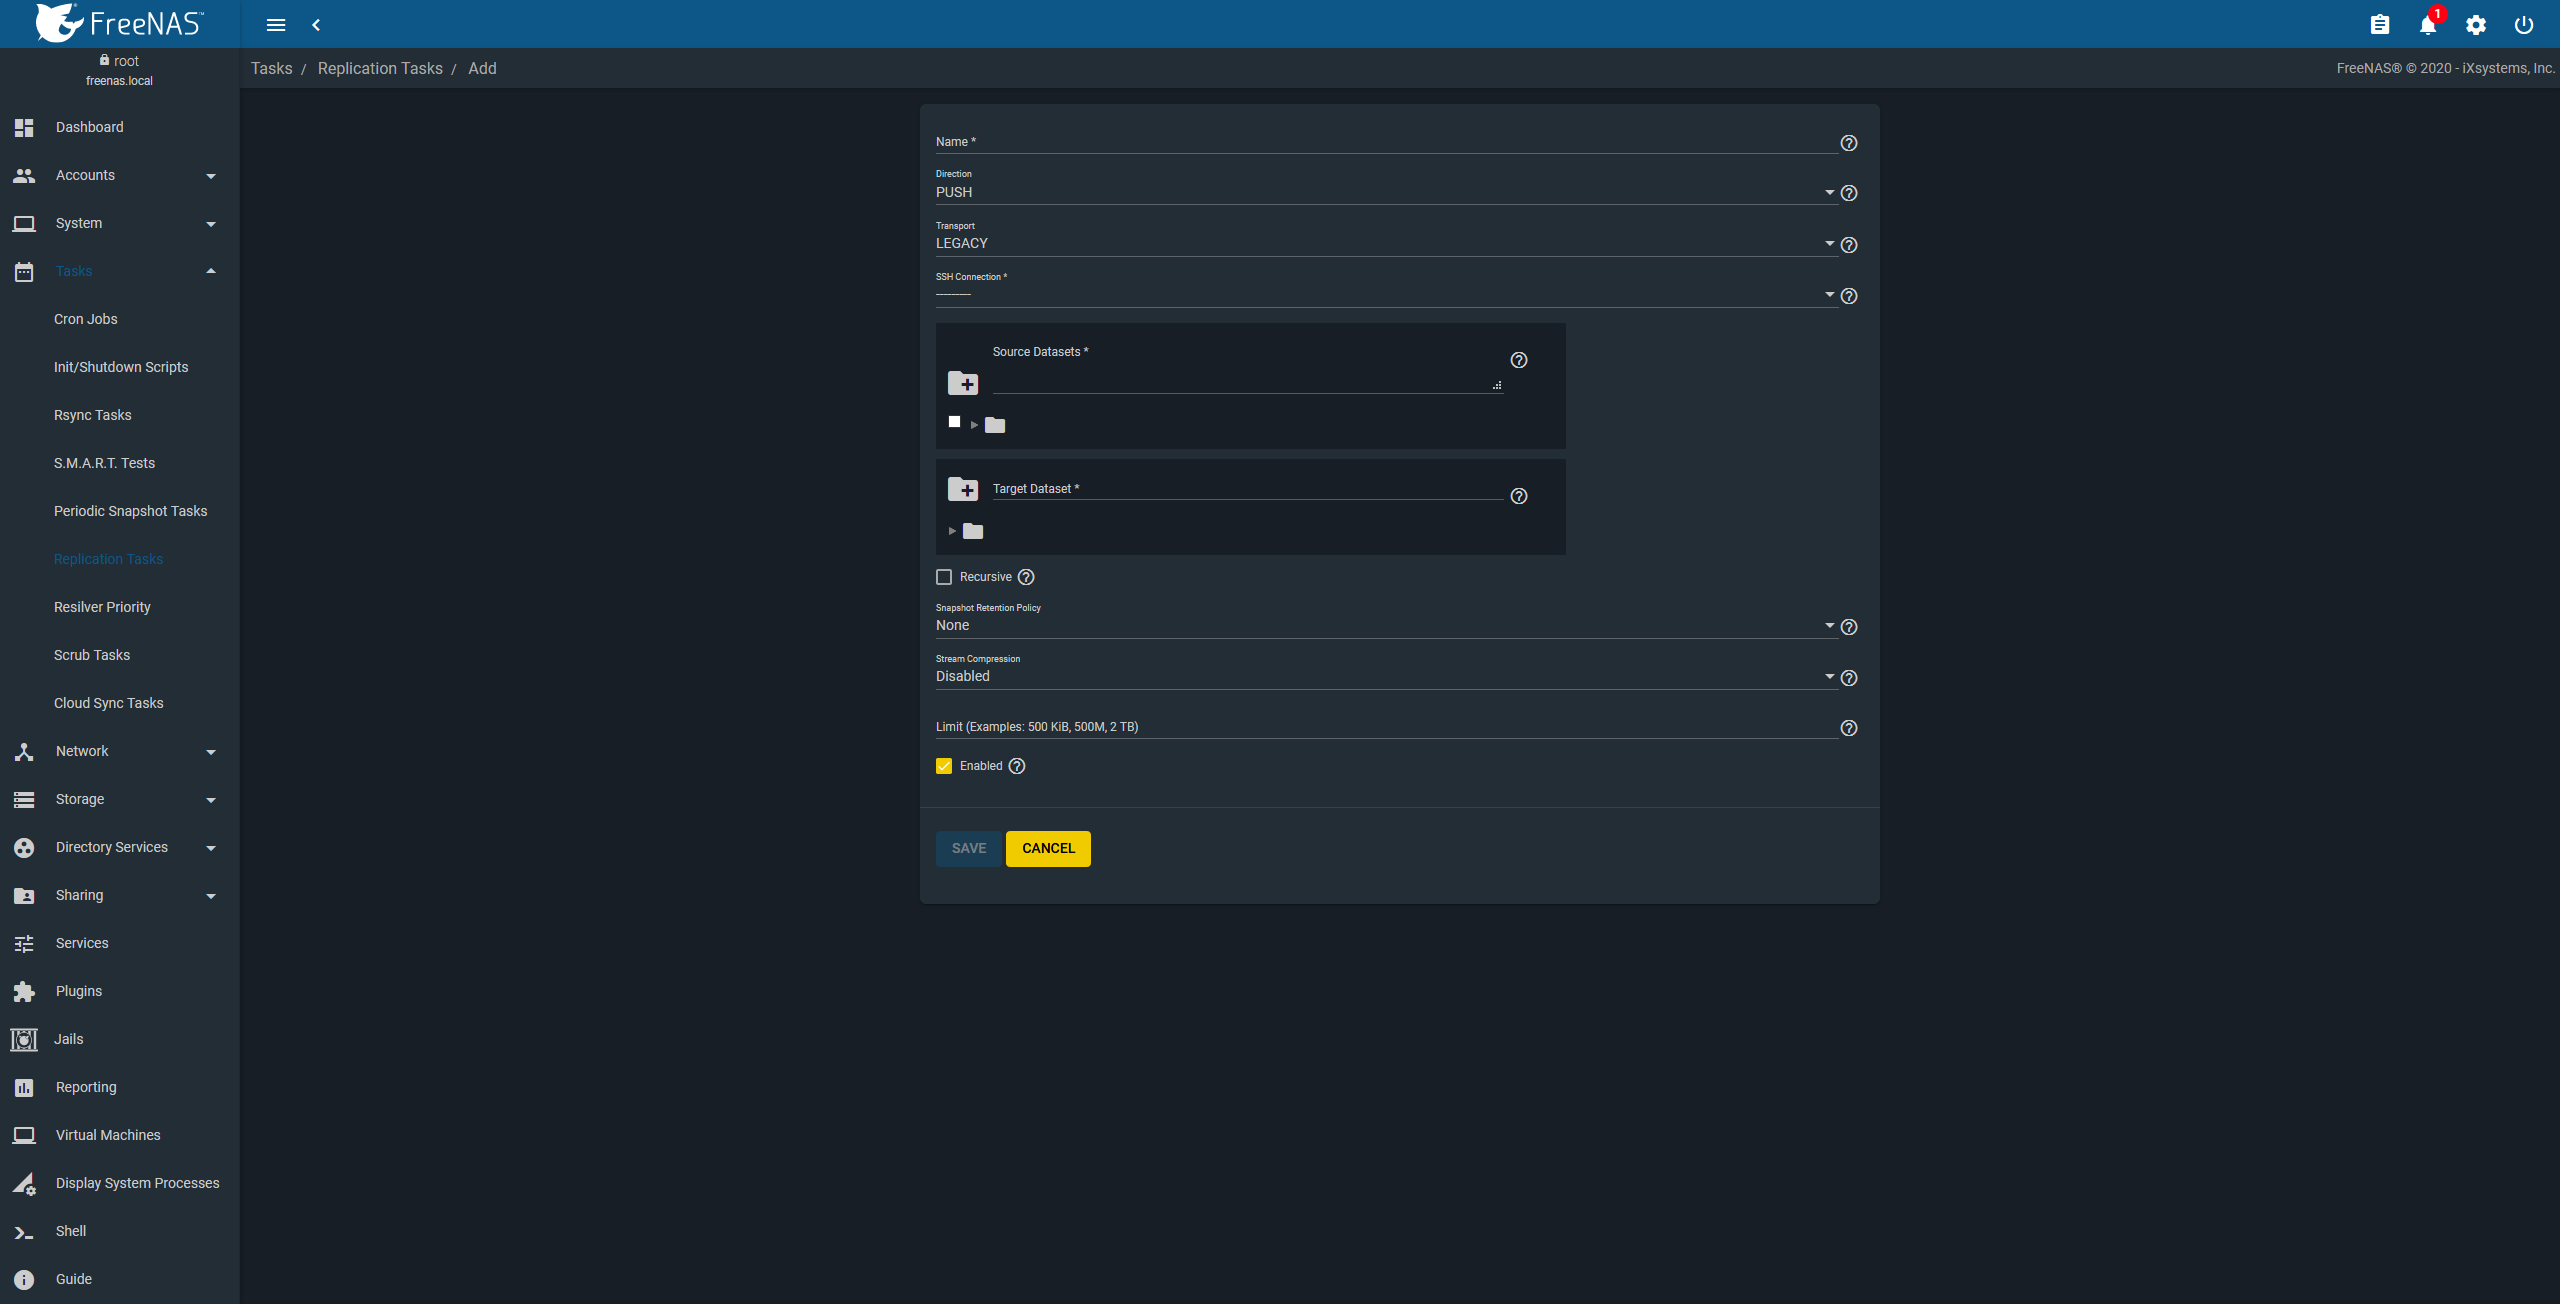 FreeNAS™
1
root
freenas.local
Tasks / Replication Tasks / Add
FreeNAS® © 2020 - iXsystems, Inc.
Dashboard
Accounts
System
Tasks
Cron Jobs
Init/Shutdown Scripts
Rsync Tasks
S.M.A.R.T. Tests
Periodic Snapshot Tasks
Replication Tasks
Resilver Priority
Scrub Tasks
Cloud Sync Tasks
Network
Storage
Directory Services
Sharing
Services
Plugins
Jails
Reporting
Virtual Machines
Display System Processes
Shell
Guide
Name *
Direction
PUSH
Transport
LEGACY
SSH Connection *
---------
Source Datasets *
Target Dataset *
Recursive
Snapshot Retention Policy
None
Stream Compression
Disabled
Limit (Examples: 500 KiB, 500M, 2 TB)
Enabled
SAVE CANCEL